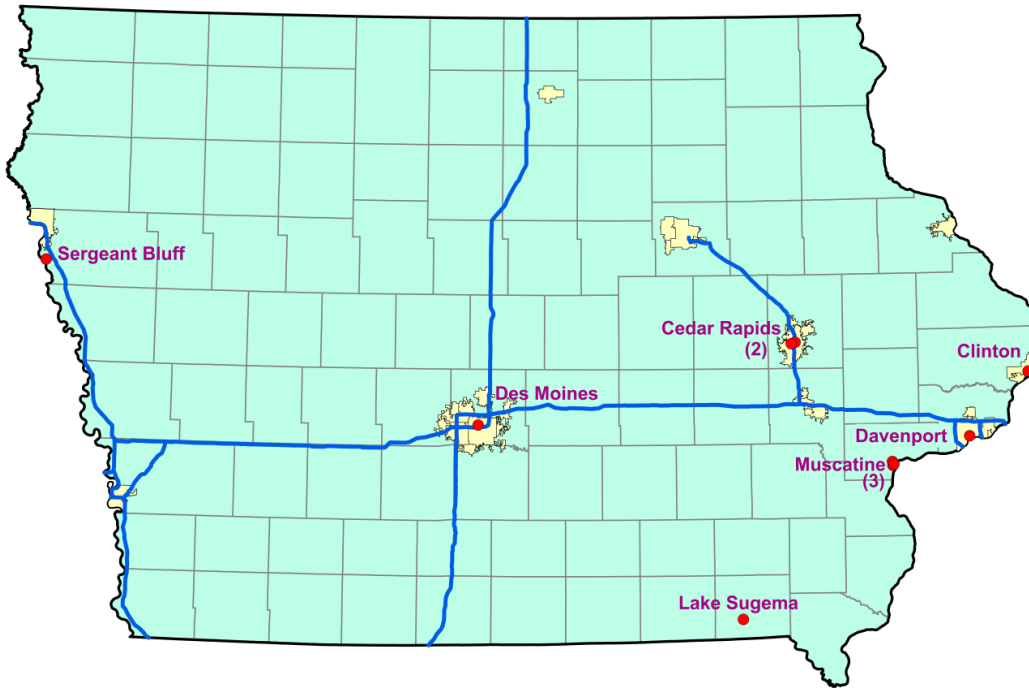 Sergeant Bluff
Cedar Rapids
(2)
Clinton
Des Moines
Davenport
Muscatine
(3)
Lake Sugema